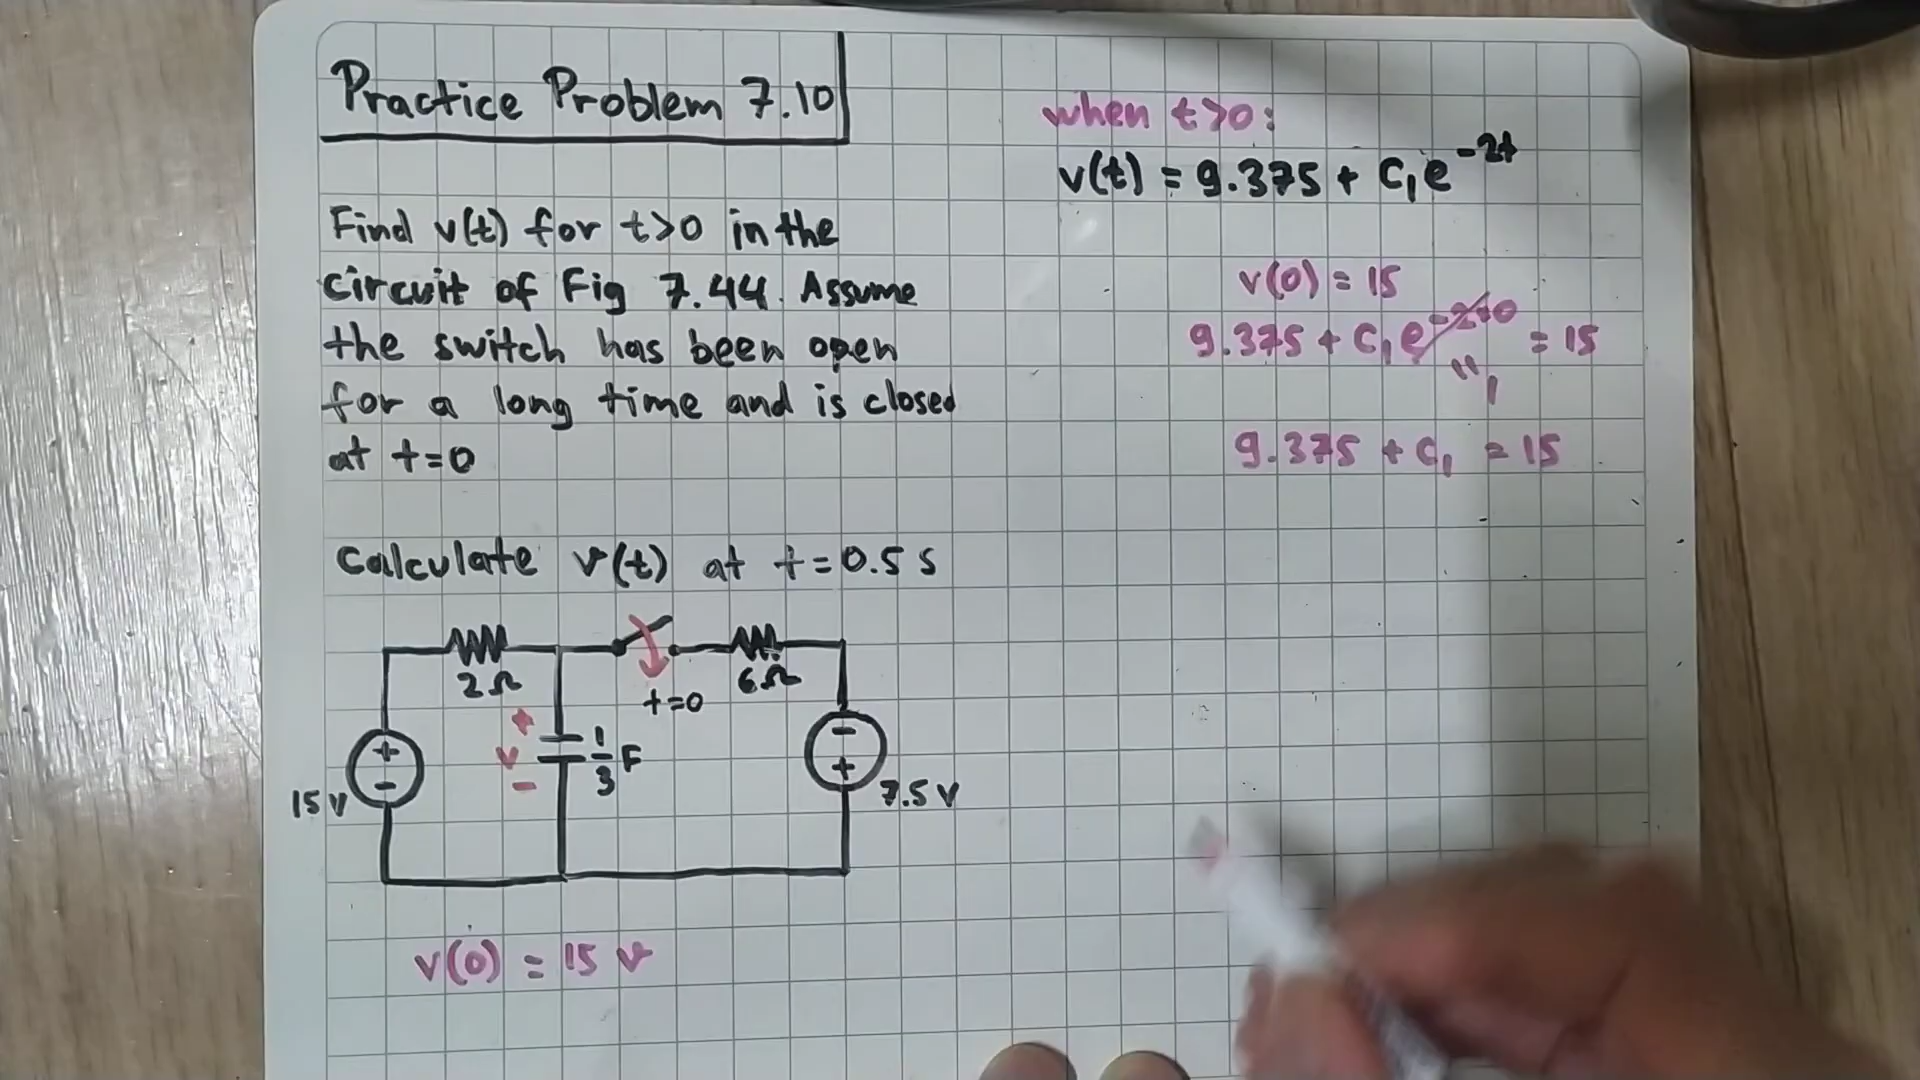 Practice Problem 7.10
Find v(t) for t>0 in the
circuit of Fig 7.44. Assume
the switch has been open
for a long time and is closed
at t=0
Calculate v(t) at t=0.5 s
2Ω
t=0
6Ω
+
v
-
1/3 F
+
-
15 V
-
+
7.5 V
v(0) = 15 V
when t>0:
v(t) = 9.375 + C₁e^-2t
v(0) = 15
9.375 + C₁e^-2*0 = 15
" 1
9.375 + C₁ = 15